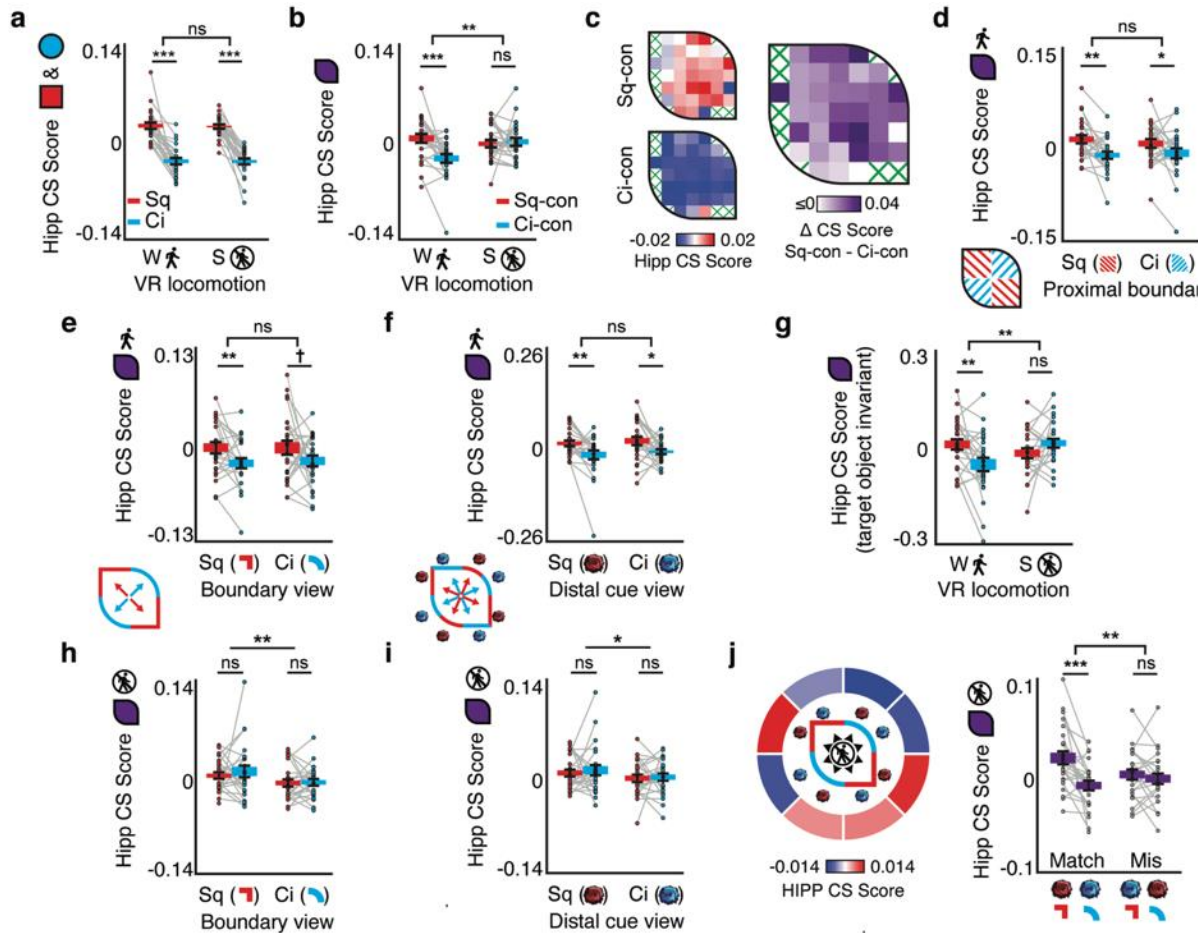 a
ns
***
***
Hipp CS Score
&
0.14
0
-0.14
Sq
Ci
W
S
VR locomotion
b
**
***
ns
Hipp CS Score
0.14
0
-0.14
Sq-con
Ci-con
W
S
VR locomotion
c
Sq-con
Ci-con
-0.02
0.02
Hipp CS Score
≤0
0.04
Δ CS Score
Sq-con - Ci-con
d
ns
**
*
Hipp CS Score
0.15
0
-0.15
Sq ( )
Ci ( )
Proximal boundar
e
ns
**
†
Hipp CS Score
0.13
0
-0.13
Sq ( )
Ci ( )
Boundary view
f
ns
**
*
Hipp CS Score
0.26
0
-0.26
Sq ( )
Ci ( )
Distal cue view
g
**
**
ns
Hipp CS Score
(target object invariant)
0.3
0
-0.3
W
S
VR locomotion
h
**
ns
ns
Hipp CS Score
0.14
0
-0.14
Sq ( )
Ci ( )
Boundary view
i
*
ns
ns
Hipp CS Score
0.14
0
-0.14
Sq ( )
Ci ( )
Distal cue view
j
-0.014
0.014
HIPP CS Score
**
***
ns
Hipp CS Score
0.1
0
-0.1
Match
Mis